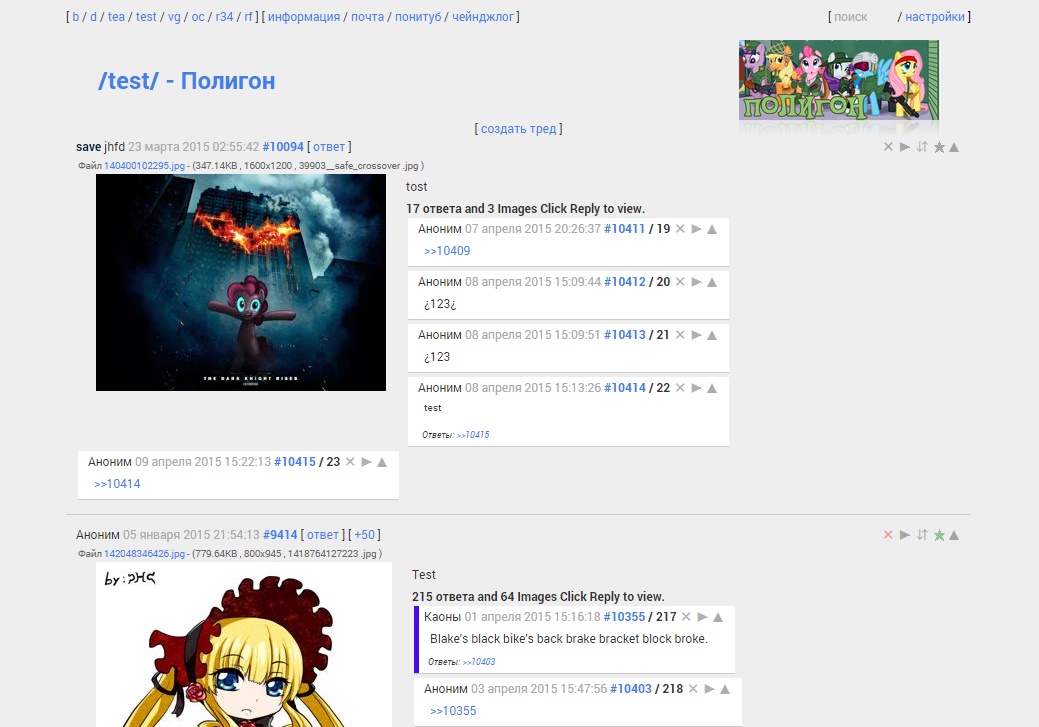 [ b / d / tea / test / vg / oc / r34 / rf ] [ информация / почта / понитуб / чейнджлог ]
[ поиск / настройки ]
/test/ - Полигон
ПОЛИГОН
[ создать тред ]
save jhfd 23 марта 2015 02:55:42 #10094 [ ответ ]
Файл 140400102295.jpg - (347.14KB , 1600x1200 , 39903__safe_crossover .jpg )
THE DARK KNIGHT RISES
tost
17 ответа and 3 Images Click Reply to view.
Аноним 07 апреля 2015 20:26:37 #10411 / 19
>>10409
Аноним 08 апреля 2015 15:09:44 #10412 / 20
¿123¿
Аноним 08 апреля 2015 15:09:51 #10413 / 21
¿123
Аноним 08 апреля 2015 15:13:26 #10414 / 22
test
Ответы: >>10415
Аноним 09 апреля 2015 15:22:13 #10415 / 23
>>10414
Аноним 05 января 2015 21:54:13 #9414 [ ответ ] [ +50 ]
Файл 142048346426.jpg - (779.64KB , 800x945 , 1418764127223 .jpg )
by:
Test
215 ответа and 64 Images Click Reply to view.
Каоны 01 апреля 2015 15:16:18 #10355 / 217
Blake's black bike's back brake bracket block broke.
Ответы: >>10403
Аноним 03 апреля 2015 15:47:56 #10403 / 218
>>10355